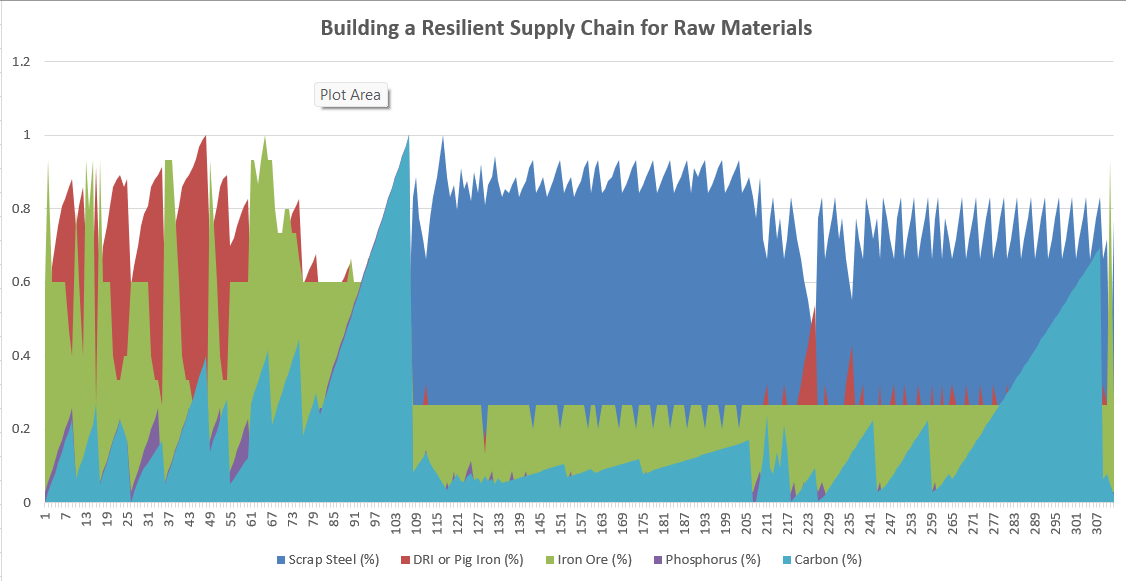 Building a Resilient Supply Chain for Raw Materials
1.2
Plot Area
1
0.8
0.6
0.4
0.2
0
1 7 13 19 25 31 37 43 49 55 61 67 73 79 85 91 97 103 109 115 121 127 133 139 145 151 157 163 169 175 181 187 193 199 205 211 217 223 229 235 241 247 253 259 265 271 277 283 289 295 301 307
Scrap Steel (%) DRI or Pig Iron (%) Iron Ore (%) Phosphorus (%) Carbon (%)